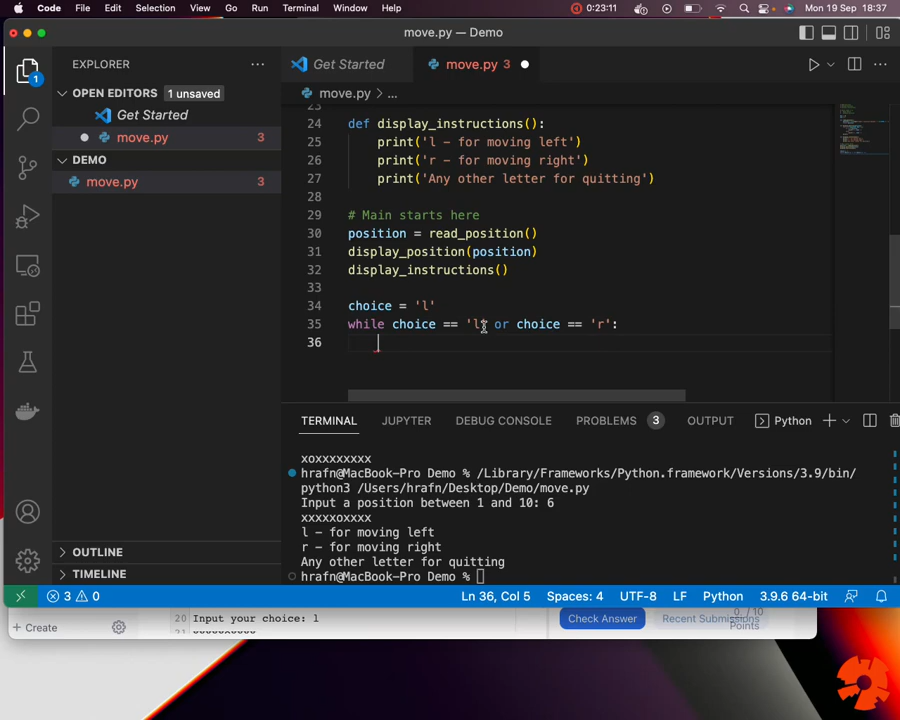 Code File Edit Selection View Go Run Terminal Window Help 23:11 Mon 19 Sep 18:37
move.py — Demo
EXPLORER
Get Started
move.py 3
OPEN EDITORS 1 unsaved
move.py > ...
Get Started
move.py 3
DEMO
move.py 3
23
24 def display_instructions():
25 print('l - for moving left')
26 print('r - for moving right')
27 print('Any other letter for quitting')
28
29 # Main starts here
30 position = read_position()
31 display_position(position)
32 display_instructions()
33
34 choice = 'l'
35 while choice == 'l' or choice == 'r':
36
TERMINAL JUPYTER DEBUG CONSOLE PROBLEMS 3 OUTPUT Python
xoxxxxxxxx
hrafn@MacBook-Pro Demo % /Library/Frameworks/Python.framework/Versions/3.9/bin/
python3 /Users/hrafn/Desktop/Demo/move.py
Input a position between 1 and 10: 6
xxxxxoxxxx
l - for moving left
r - for moving right
Any other letter for quitting
hrafn@MacBook-Pro Demo %
OUTLINE
TIMELINE
1
3 0 Ln 36, Col 5 Spaces: 4 UTF-8 LF Python 3.9.6 64-bit
Create
20 Input your choice: l
21
Check Answer
Recent Submissions
0 / 10
Points